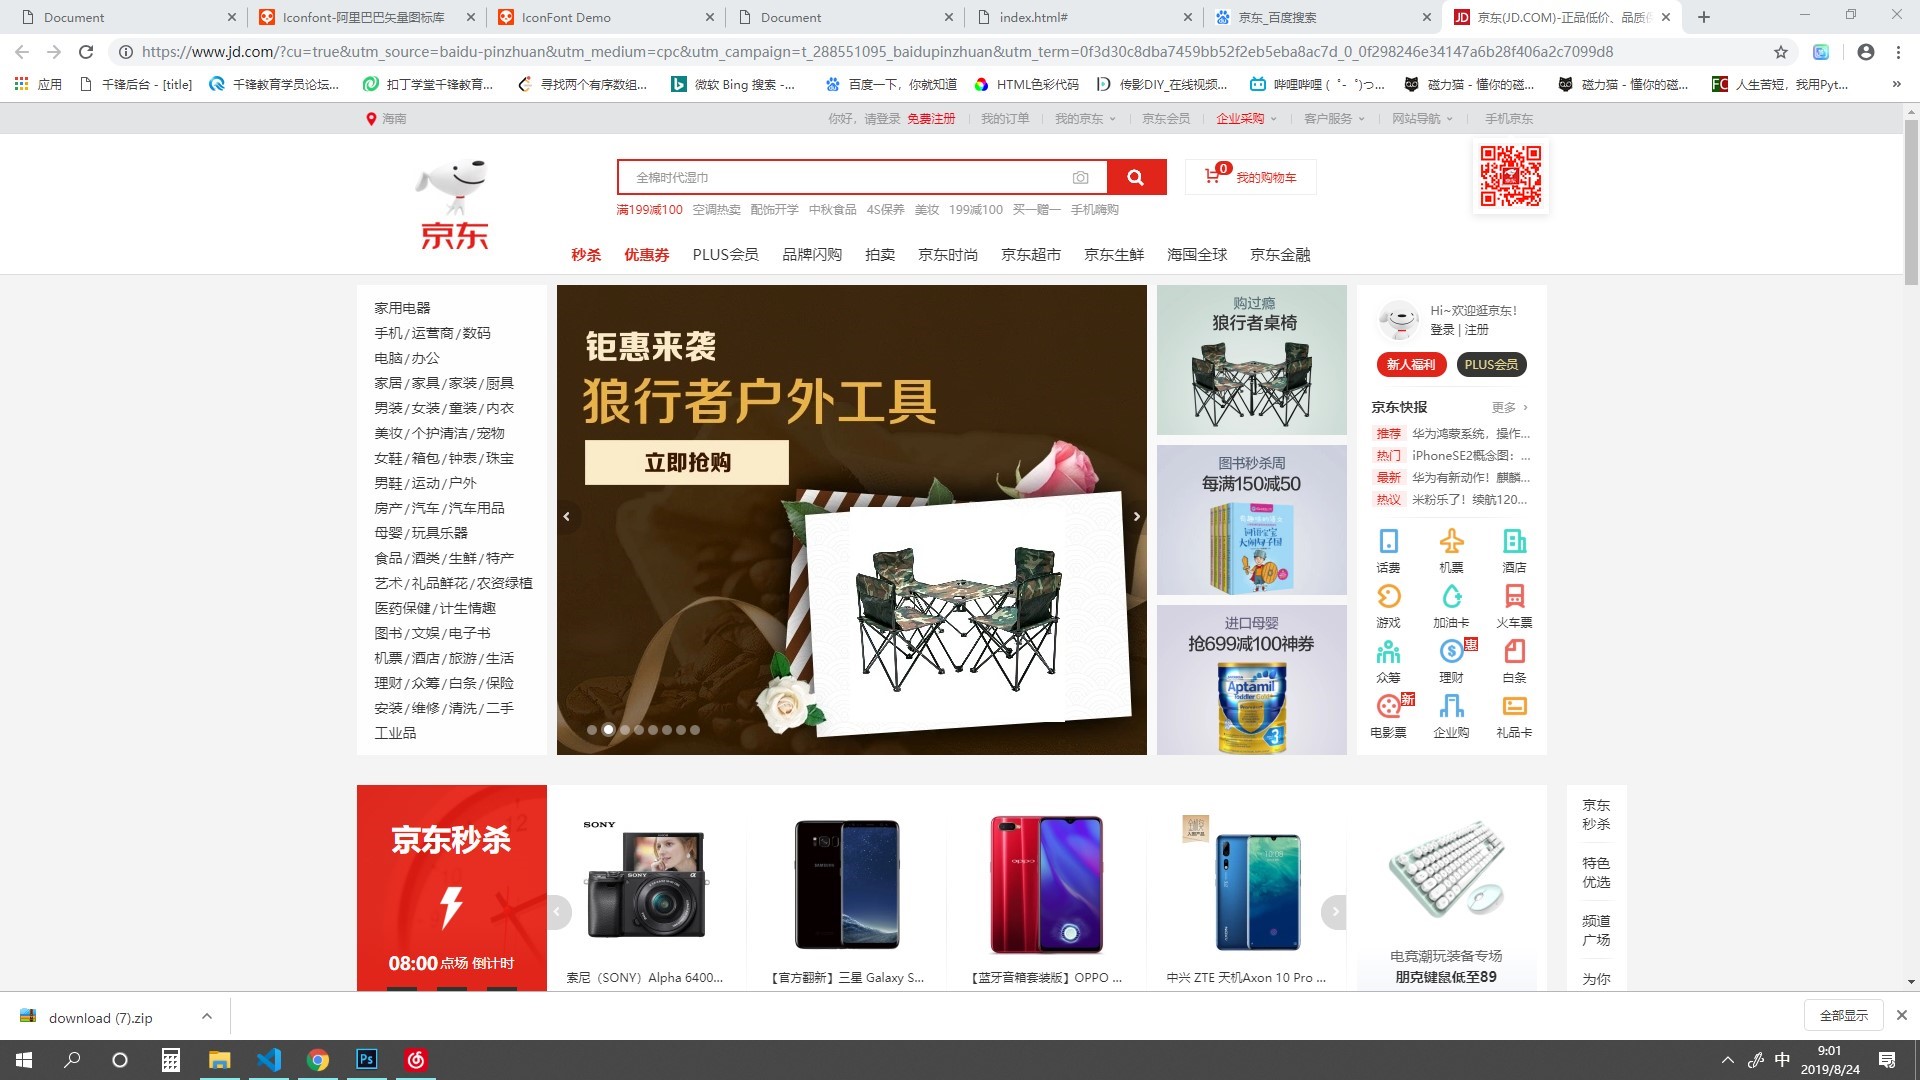 Document
Iconfont-阿里巴巴矢量图标库
IconFont Demo
Document
index.html#
京东_百度搜索
京东(JD.COM)-正品低价、品质
https://www.jd.com/?cu=true&utm_source=baidu-pinzhuan&utm_medium=cpc&utm_campaign=t_288551095_baidupinzhuan&utm_term=0f3d30c8dba7459bb52f2eb5eba8ac7d_0_0f298246e34147a6b28f406a2c7099d8
应用
千锋后台 - [title]
千锋教育学员论坛...
扣丁学堂千锋教育...
寻找两个有序数组...
微软 Bing 搜索 -...
百度一下，你就知道
HTML色彩代码
传影DIY_在线视频...
哔哩哔哩 ( ゜- ゜)つ...
磁力猫 - 懂你的磁...
磁力猫 - 懂你的磁...
人生苦短，我用Pyt...
海南
你好，请登录 免费注册
我的订单
我的京东
京东会员
企业采购
客户服务
网站导航
手机京东
京东
全棉时代湿巾
0
我的购物车
满199减100 空调热卖 配饰开学 中秋食品 4S保养 美妆 199减100 买一赠一 手机嗨购
秒杀 优惠券 PLUS会员 品牌闪购 拍卖 京东时尚 京东超市 京东生鲜 海囤全球 京东金融
家用电器
手机/运营商/数码
电脑/办公
家居/家具/家装/厨具
男装/女装/童装/内衣
美妆/个护清洁/宠物
女鞋/箱包/钟表/珠宝
男鞋/运动/户外
房产/汽车/汽车用品
母婴/玩具乐器
食品/酒类/生鲜/特产
艺术/礼品鲜花/农资绿植
医药保健/计生情趣
图书/文娱/电子书
机票/酒店/旅游/生活
理财/众筹/白条/保险
安装/维修/清洗/二手
工业品
钜惠来袭
狼行者户外工具
立即抢购
购过瘾
狼行者桌椅
图书秒杀周
每满150减50
进口母婴
抢699减100神券
Aptamil
3
Hi~欢迎逛京东！
登录 | 注册
新人福利
PLUS会员
京东快报
更多
推荐 华为鸿蒙系统，操作...
热门 iPhoneSE2概念图：...
最新 华为有新动作！麒麟...
热议 米粉乐了！续航120...
话费 机票 酒店
游戏 加油卡 火车票
惠
众筹 理财 白条
新
电影票 企业购 礼品卡
京东秒杀
08:00 点场 倒计时
SONY
SONY
索尼（SONY）Alpha 6400...
SAMSUNG
【官方翻新】三星 Galaxy S...
oppo
【蓝牙音箱套装版】OPPO ...
中兴 ZTE 天机Axon 10 Pro ...
电竞潮玩装备专场
朋克键鼠低至89
京东
秒杀
特色
优选
频道
广场
为你
download (7).zip
全部显示
Ps
中
9:01
2019/8/24